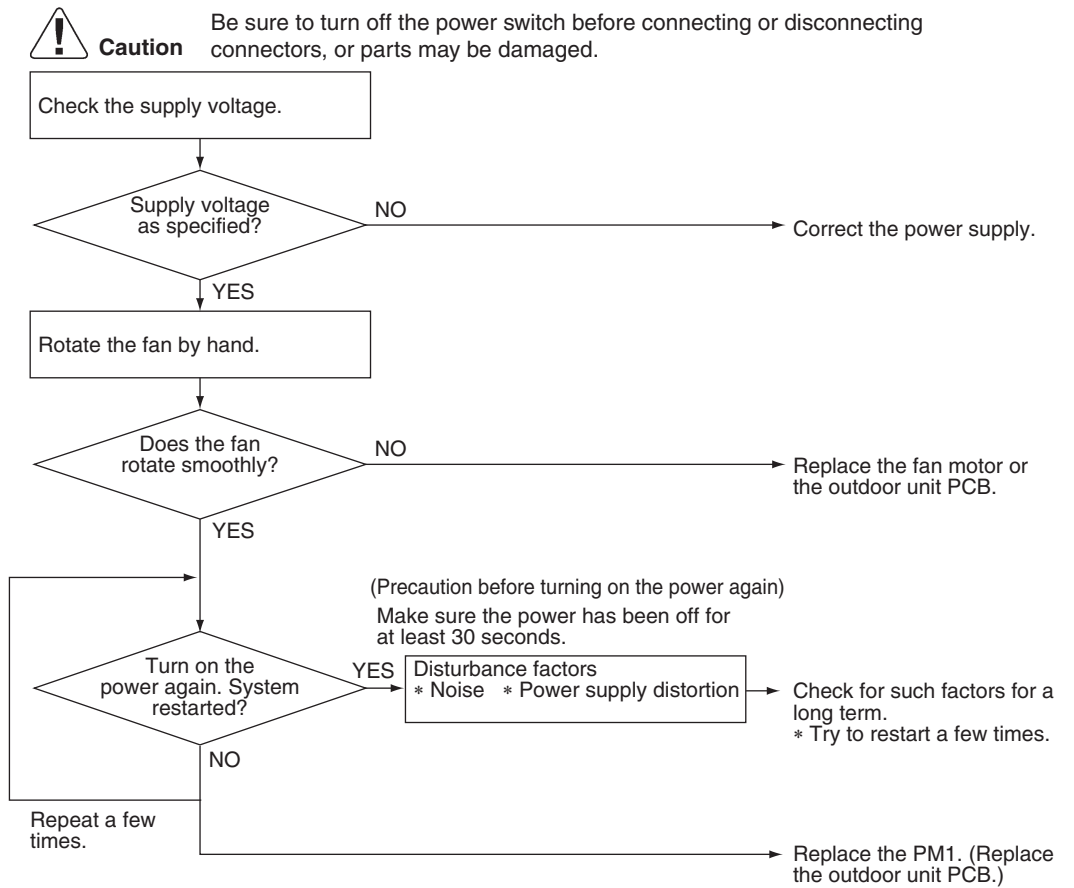 Caution
Be sure to turn off the power switch before connecting or disconnecting
connectors, or parts may be damaged.
Check the supply voltage.
Supply voltage
as specified?
NO
Correct the power supply.
YES
Rotate the fan by hand.
Does the fan
rotate smoothly?
NO
Replace the fan motor or
the outdoor unit PCB.
YES
(Precaution before turning on the power again)
Make sure the power has been off for
at least 30 seconds.
Turn on the
power again. System
restarted?
YES
Disturbance factors
∗ Noise ∗ Power supply distortion
Check for such factors for a
long term.
∗ Try to restart a few times.
NO
Repeat a few
times.
Replace the PM1. (Replace
the outdoor unit PCB.)